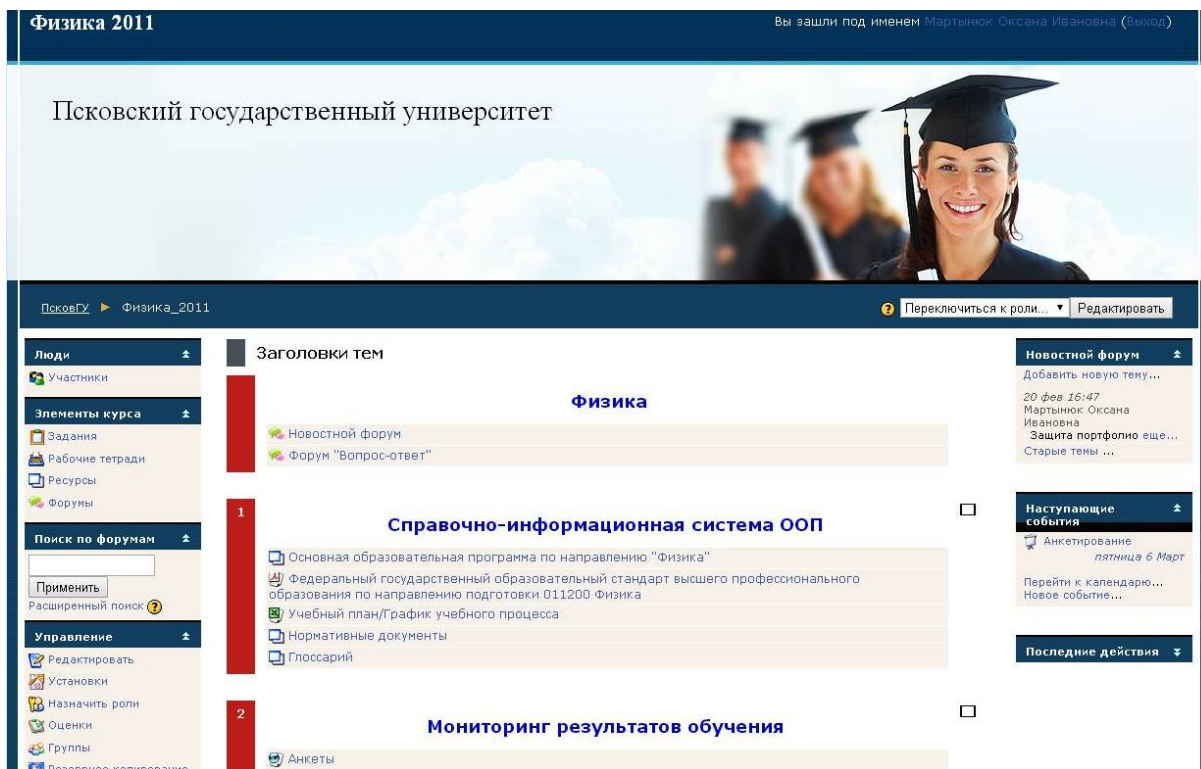 Физика 2011
Вы зашли под именем Мартынюк Оксана Ивановна (Выход)
Псковский государственный университет
ПсковГУ ► Физика_2011
Переключиться к роли...
Редактировать
Люди
Участники
Элементы курса
Задания
Рабочие тетради
Ресурсы
Форумы
Поиск по форумам
Применить
Расширенный поиск
Управление
Редактировать
Установки
Назначить роли
Оценки
Группы
Резервное копирование
Заголовки тем
Физика
Новостной форум
Форум "Вопрос-ответ"
1
Справочно-информационная система ООП
Основная образовательная программа по направлению "Физика"
Федеральный государственный образовательный стандарт высшего профессионального
образования по направлению подготовки 011200 Физика
Учебный план/График учебного процесса
Нормативные документы
Глоссарий
2
Мониторинг результатов обучения
Анкеты
Новостной форум
Добавить новую тему...
20 фев 16:47
Мартынюк Оксана
Ивановна
Защита портфолио еще...
Старые темы ...
Наступающие
события
Анкетирование
пятница 6 Март
Перейти к календарю...
Новое событие...
Последние действия